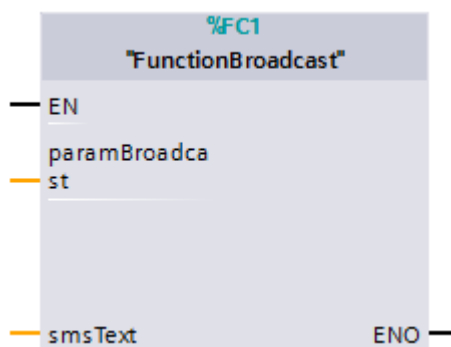 %FC1
"FunctionBroadcast"
EN
paramBroadca
st
smsText ENO